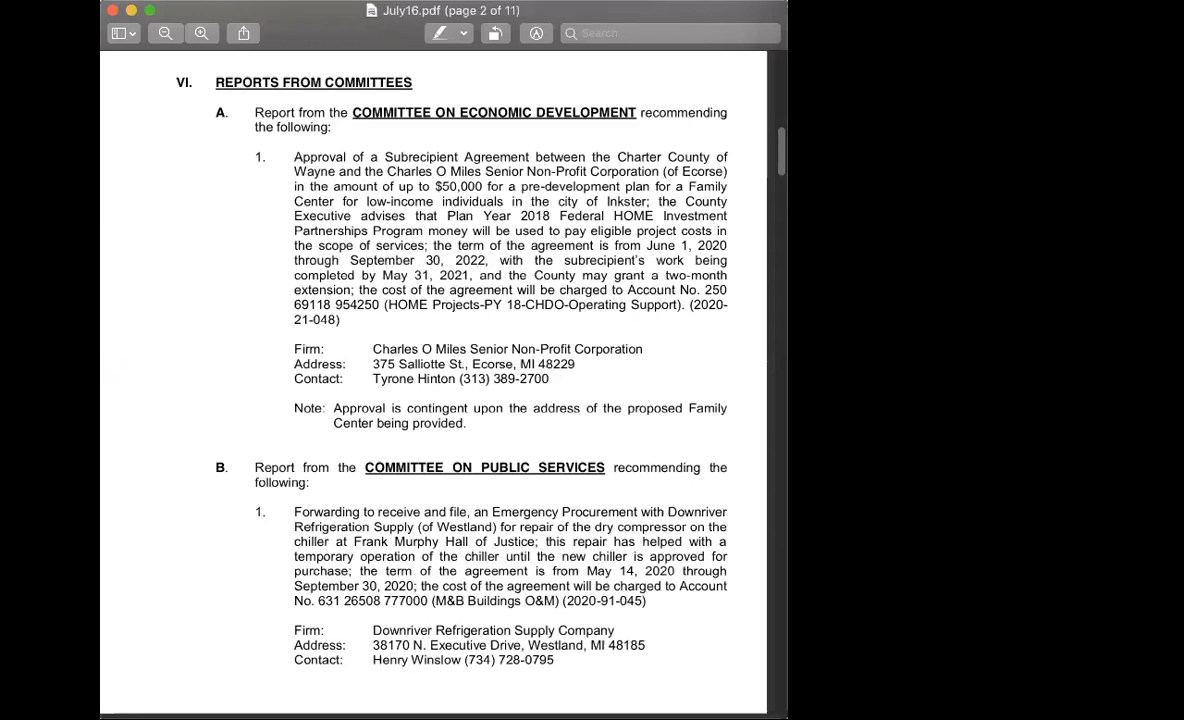 July16.pdf (page 2 of 11)
Search
VI. REPORTS FROM COMMITTEES
A. Report from the COMMITTEE ON ECONOMIC DEVELOPMENT recommending
the following:
1. Approval of a Subrecipient Agreement between the Charter County of
Wayne and the Charles O Miles Senior Non-Profit Corporation (of Ecorse)
in the amount of up to $50,000 for a pre-development plan for a Family
Center for low-income individuals in the city of Inkster; the County
Executive advises that Plan Year 2018 Federal HOME Investment
Partnerships Program money will be used to pay eligible project costs in
the scope of services; the term of the agreement is from June 1, 2020
through September 30, 2022, with the subrecipient's work being
completed by May 31, 2021, and the County may grant a two-month
extension; the cost of the agreement will be charged to Account No. 250
69118 954250 (HOME Projects-PY 18-CHDO-Operating Support). (2020-
21-048)
Firm: Charles O Miles Senior Non-Profit Corporation
Address: 375 Salliotte St., Ecorse, MI 48229
Contact: Tyrone Hinton (313) 389-2700
Note: Approval is contingent upon the address of the proposed Family
Center being provided.
B. Report from the COMMITTEE ON PUBLIC SERVICES recommending the
following:
1. Forwarding to receive and file, an Emergency Procurement with Downriver
Refrigeration Supply (of Westland) for repair of the dry compressor on the
chiller at Frank Murphy Hall of Justice; this repair has helped with a
temporary operation of the chiller until the new chiller is approved for
purchase; the term of the agreement is from May 14, 2020 through
September 30, 2020; the cost of the agreement will be charged to Account
No. 631 26508 777000 (M&B Buildings O&M) (2020-91-045)
Firm: Downriver Refrigeration Supply Company
Address: 38170 N. Executive Drive, Westland, MI 48185
Contact: Henry Winslow (734) 728-0795